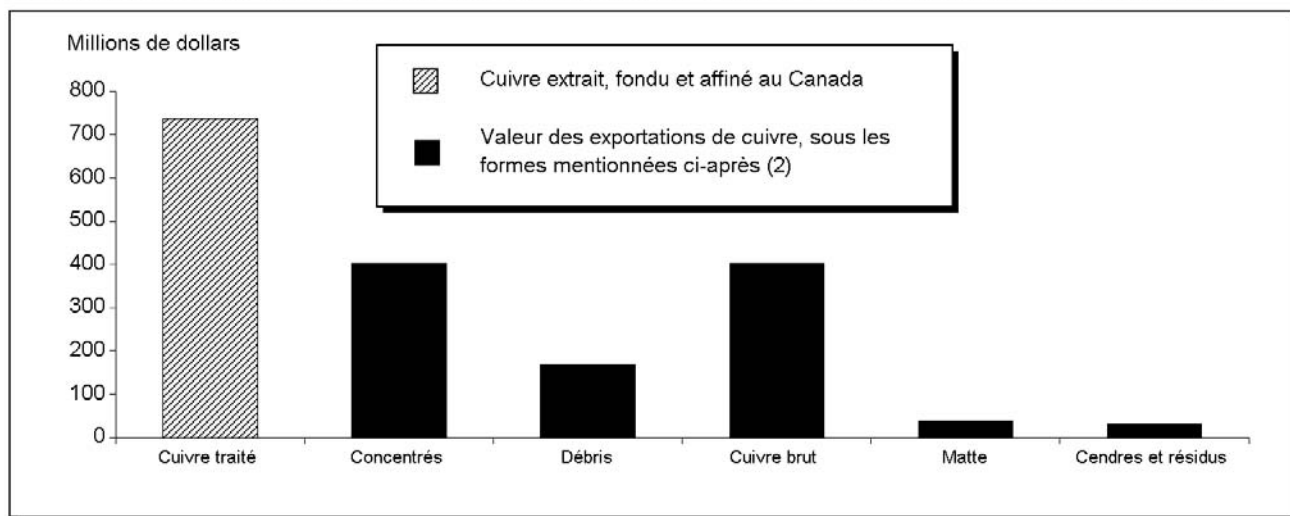 Millions de dollars
Cuivre extrait, fondu et affiné au Canada
Valeur des exportations de cuivre, sous les
formes mentionnées ci-après (2)
800
700
600
500
400
300
200
100
0
Cuivre traité
Concentrés
Débris
Cuivre brut
Matte
Cendres et résidus